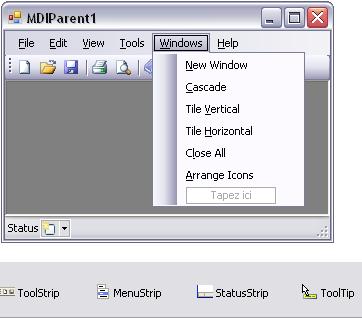 MDIParent1
File Edit View Tools Windows Help
New Window
Cascade
Tile Vertical
Tile Horizontal
Close All
Arrange Icons
Tapez ici
Status
ToolStrip MenuStrip StatusStrip ToolTip